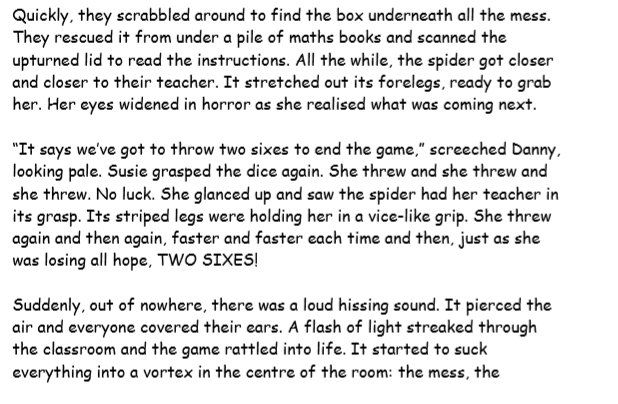 Quickly, they scrabbled around to find the box underneath all the mess.
They rescued it from under a pile of maths books and scanned the
upturned lid to read the instructions. All the while, the spider got closer
and closer to their teacher. It stretched out its forelegs, ready to grab
her. Her eyes widened in horror as she realised what was coming next.

"It says we've got to throw two sixes to end the game," screeched Danny,
looking pale. Susie grasped the dice again. She threw and she threw and
she threw. No luck. She glanced up and saw the spider had her teacher in
its grasp. Its striped legs were holding her in a vice-like grip. She threw
again and then again, faster and faster each time and then, just as she
was losing all hope, TWO SIXES!

Suddenly, out of nowhere, there was a loud hissing sound. It pierced the
air and everyone covered their ears. A flash of light streaked through
the classroom and the game rattled into life. It started to suck
everything into a vortex in the centre of the room: the mess, the